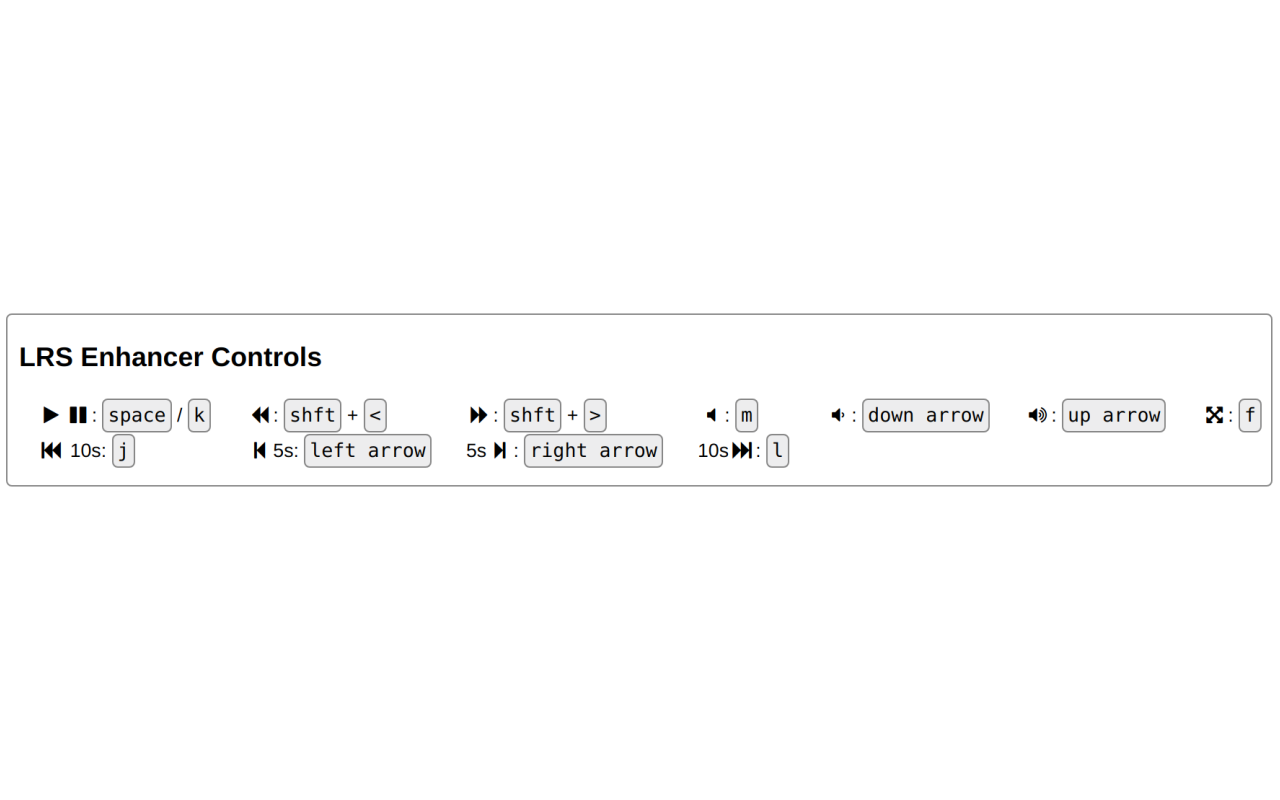 LRS Enhancer Controls
: space / k : shft + < : shft + > : m : down arrow : up arrow : f
10s: j 5s: left arrow 5s : right arrow 10s : l